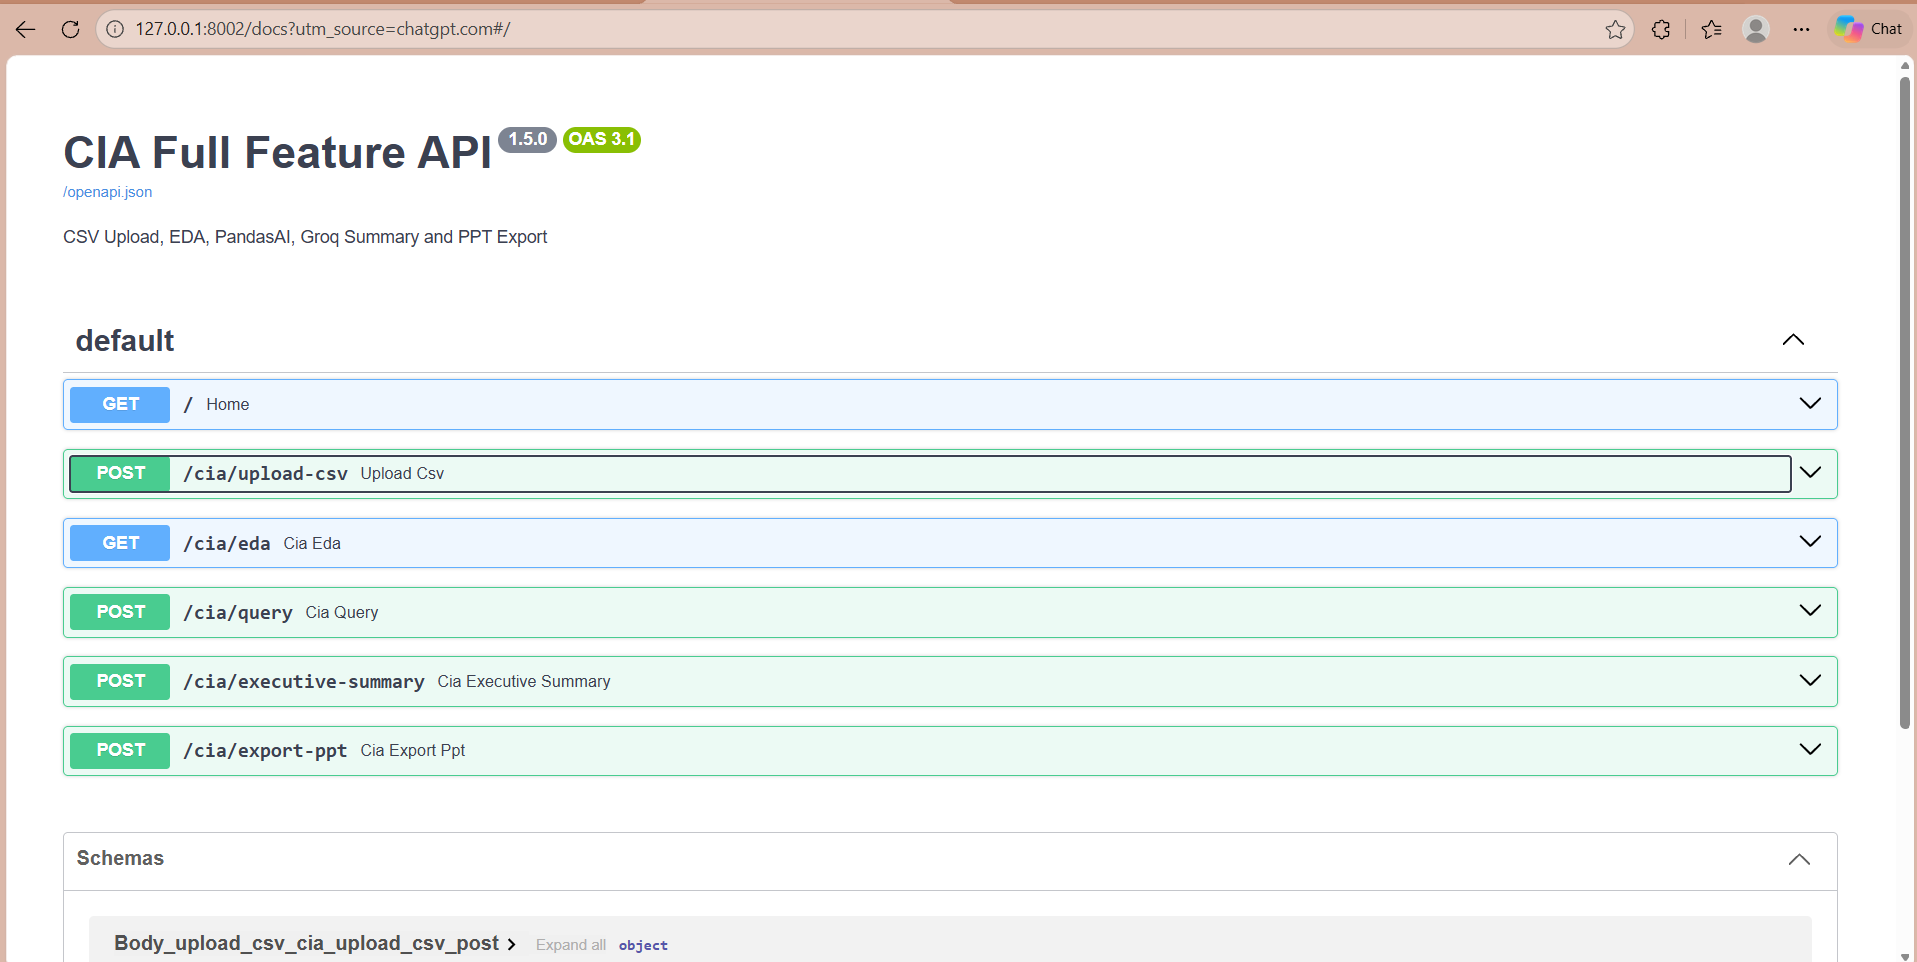 127.0.0.1:8002/docs?utm_source=chatgpt.com#/
Chat
CIA Full Feature API 1.5.0 OAS 3.1
/openapi.json
CSV Upload, EDA, PandasAI, Groq Summary and PPT Export
default
GET / Home
POST /cia/upload-csv Upload Csv
GET /cia/eda Cia Eda
POST /cia/query Cia Query
POST /cia/executive-summary Cia Executive Summary
POST /cia/export-ppt Cia Export Ppt
Schemas
Body_upload_csv_cia_upload_csv_post Expand all object